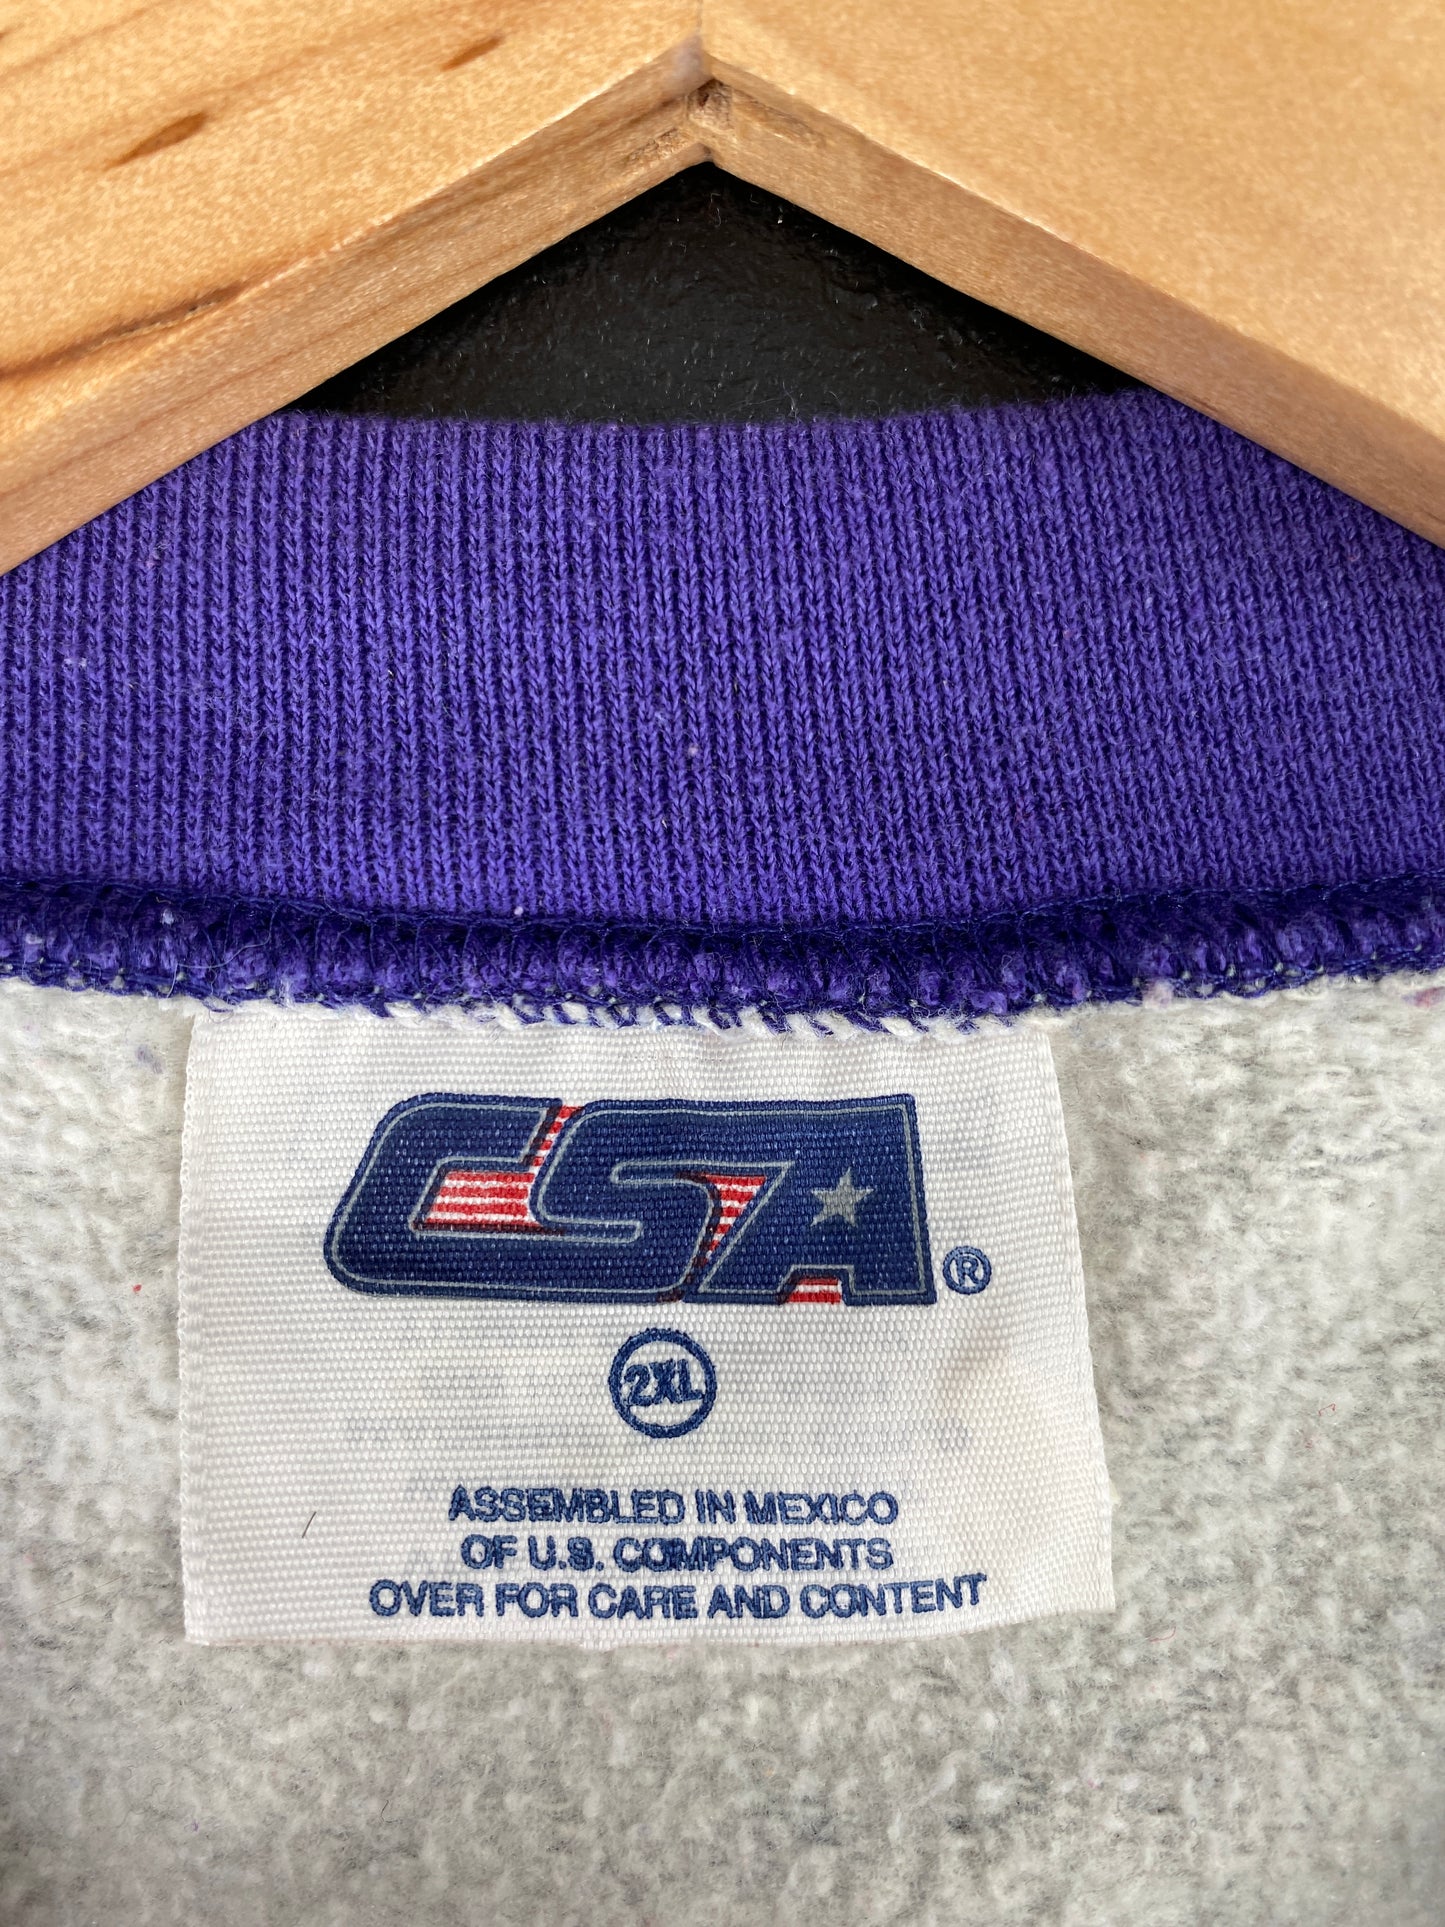 CSA®
2XL
ASSEMBLED IN MEXICO
OF U.S. COMPONENTS
OVER FOR CARE AND CONTENT